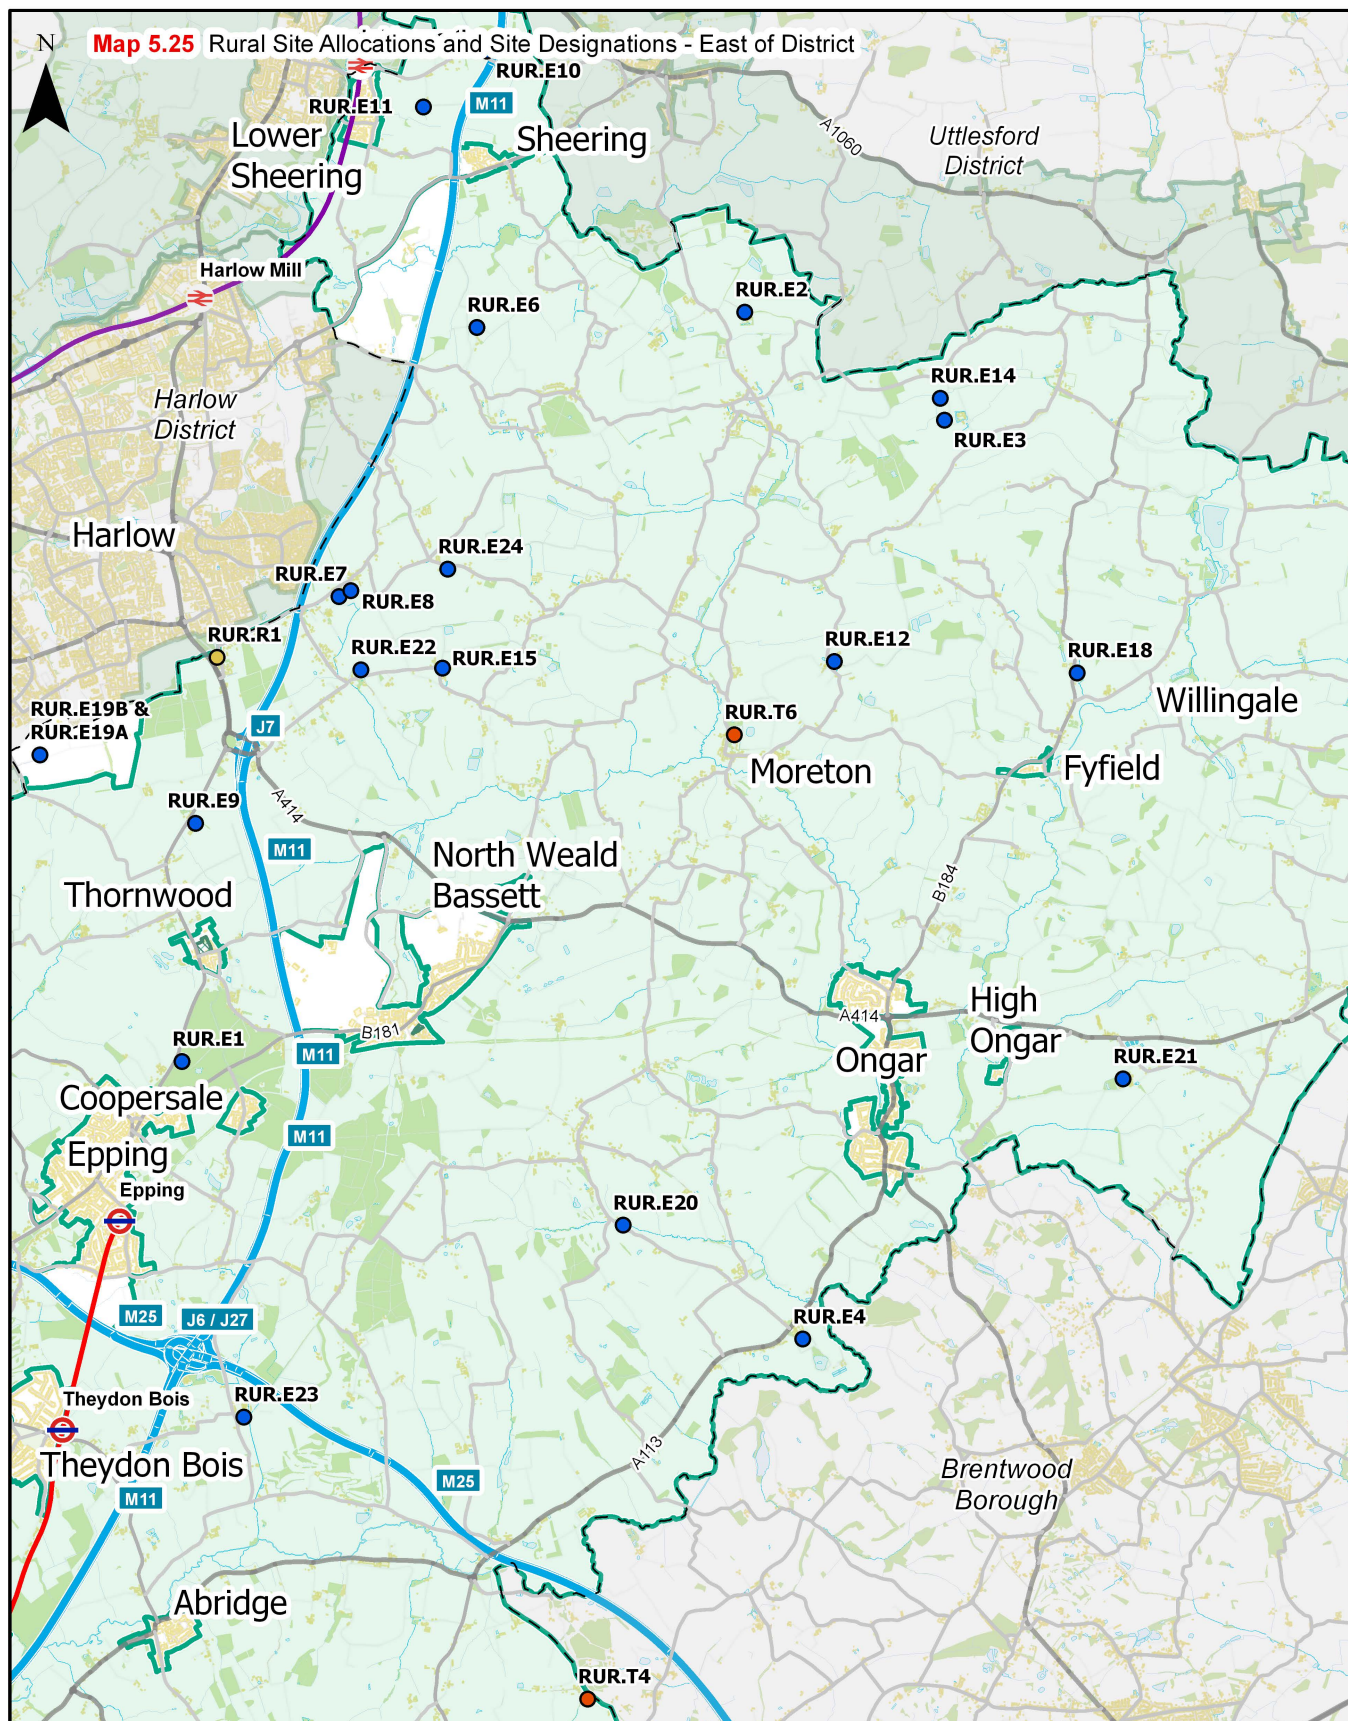 N
Map 5.25 Rural Site Allocations and Site Designations - East of District
RUR.E10
RUR.E11
M11
Lower
Sheering
Sheering
A1060
Uttlesford
District
Harlow Mill
RUR.E6
RUR.E2
Harlow
District
RUR.E14
RUR.E3
Harlow
RUR.E24
RUR.E7
RUR.E8
RUR.R1
RUR.E22
RUR.E15
RUR.E12
RUR.E18
Willingale
RUR.E19B &
RUR.E19A
J7
RUR.T6
Moreton
Fyfield
RUR.E9
A414
M11
North Weald
Bassett
B184
Thornwood
High
Ongar
A414
B181
RUR.E1
M11
Ongar
RUR.E21
Coopersale
M11
Epping
Epping
RUR.E20
M25
J6 / J27
RUR.E4
Theydon Bois
RUR.E23
A113
Theydon Bois
M25
M11
Brentwood
Borough
Abridge
RUR.T4